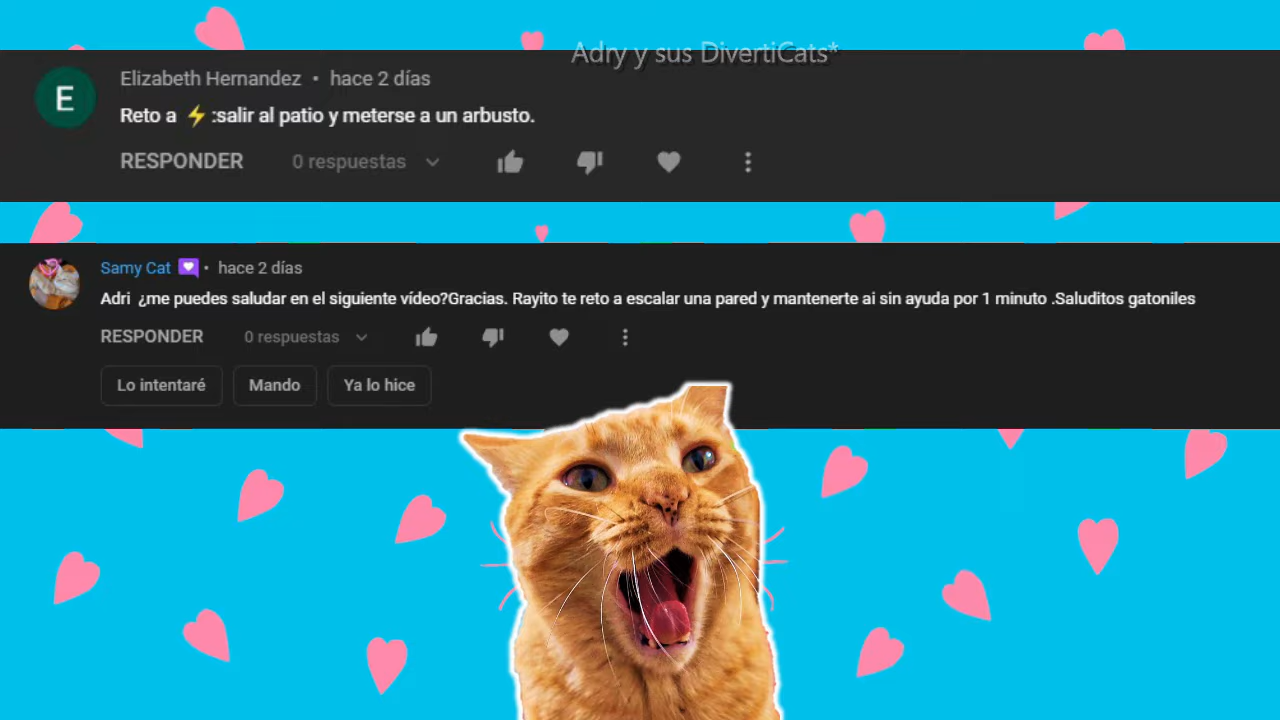 Adry y sus DivertiCats*
Elizabeth Hernandez • hace 2 días
Reto a ⚡ :salir al patio y meterse a un arbusto.
RESPONDER 0 respuestas
Samy Cat • hace 2 días
Adri ¿me puedes saludar en el siguiente vídeo?Gracias. Rayito te reto a escalar una pared y mantenerte ai sin ayuda por 1 minuto .Saluditos gatoniles
RESPONDER 0 respuestas
Lo intentaré Mando Ya lo hice